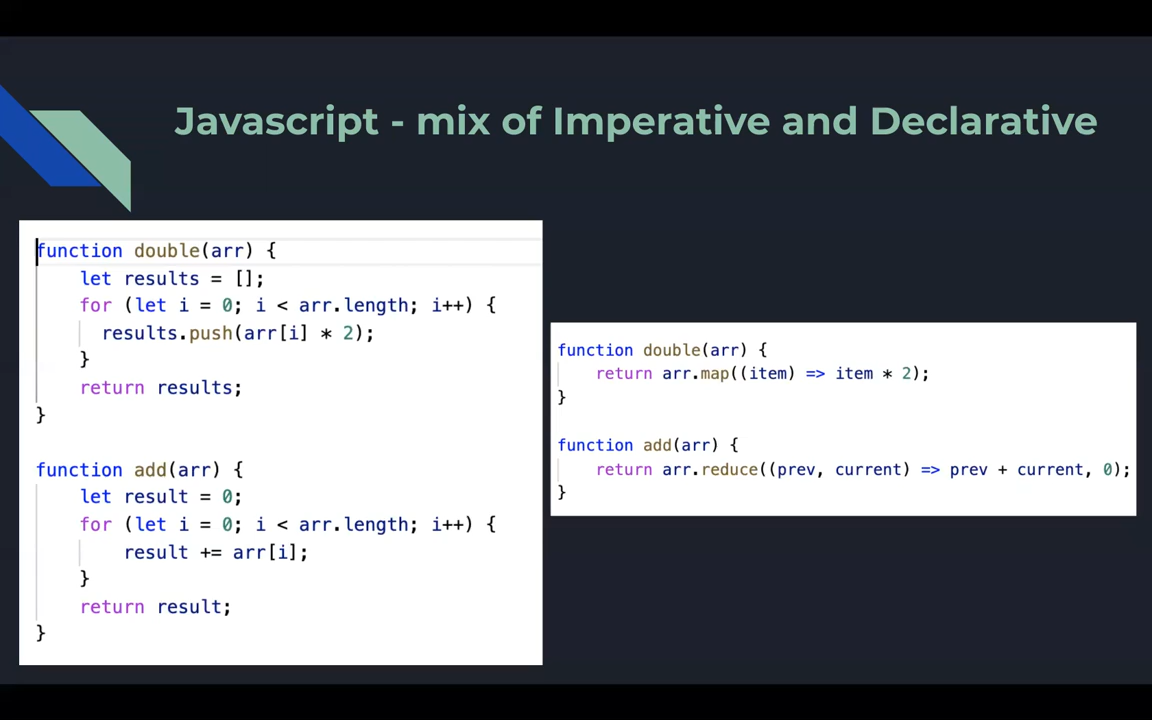 Javascript - mix of Imperative and Declarative
function double(arr) {
    let results = [];
    for (let i = 0; i < arr.length; i++) {
      results.push(arr[i] * 2);
    }
    return results;
}
function add(arr) {
    let result = 0;
    for (let i = 0; i < arr.length; i++) {
        result += arr[i];
    }
    return result;
}
function double(arr) {
    return arr.map((item) => item * 2);
}
function add(arr) {
    return arr.reduce((prev, current) => prev + current, 0);
}